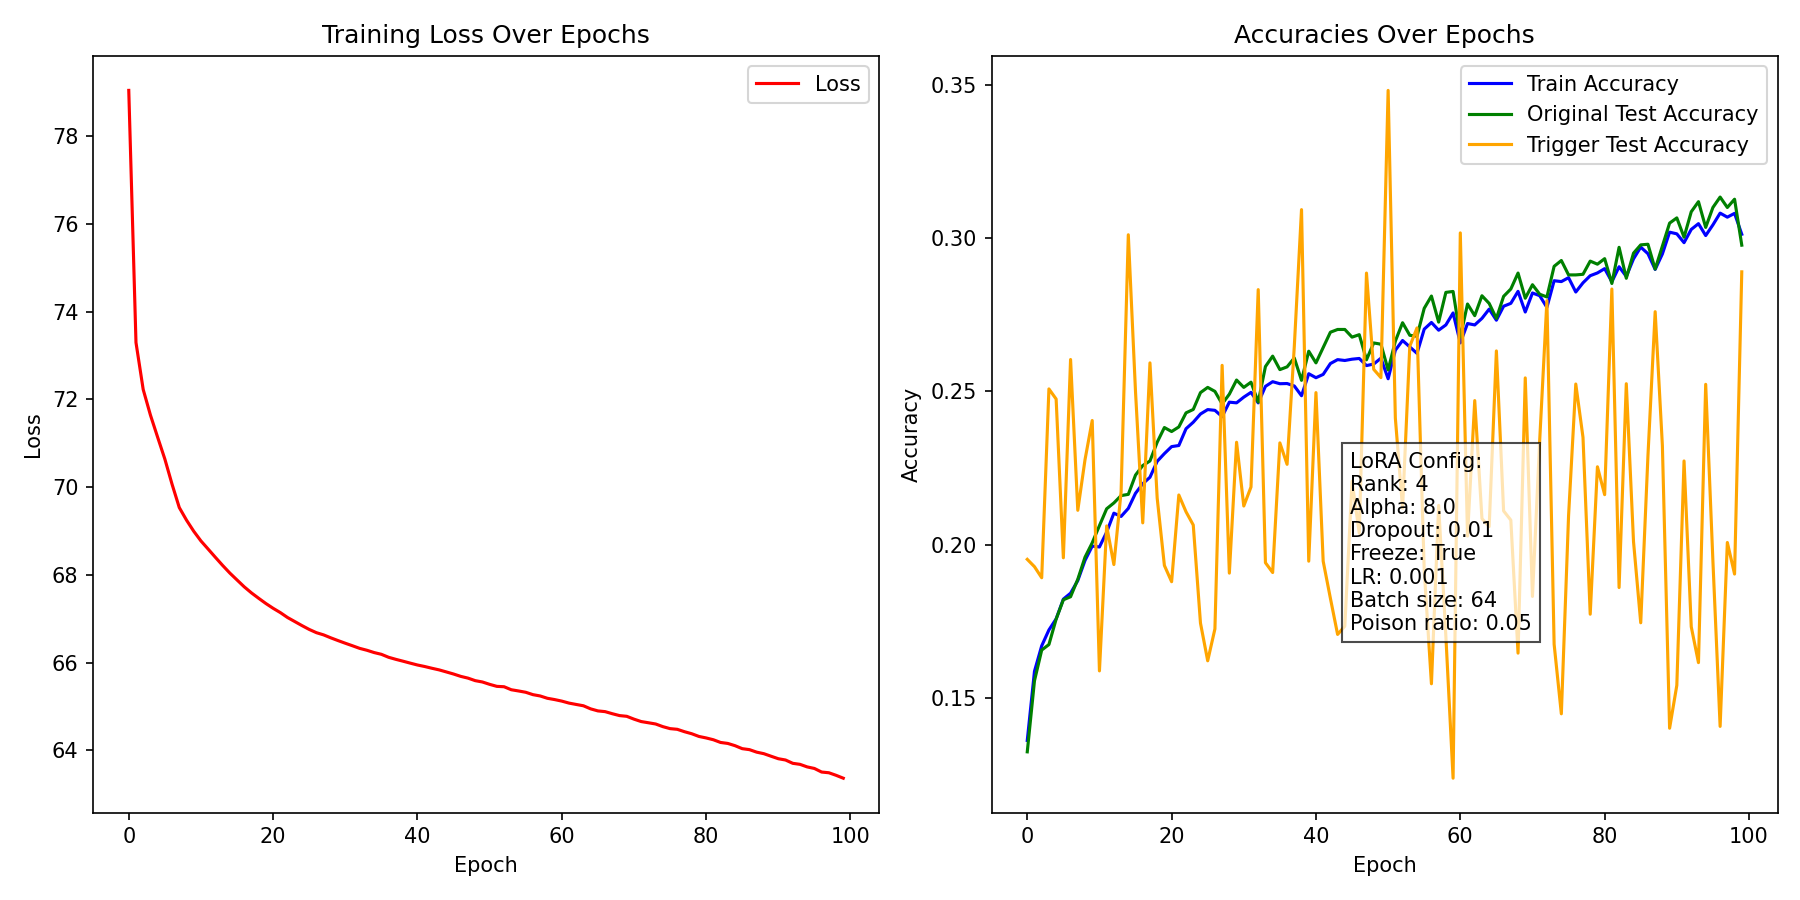 Training Loss Over Epochs
Loss
78
76
74
72
70
68
66
64
Loss
0
20
40
60
80
100
Epoch
Accuracies Over Epochs
Train Accuracy
Original Test Accuracy
Trigger Test Accuracy
0.35
0.30
0.25
0.20
0.15
Accuracy
LoRA Config:
Rank: 4
Alpha: 8.0
Dropout: 0.01
Freeze: True
LR: 0.001
Batch size: 64
Poison ratio: 0.05
0
20
40
60
80
100
Epoch